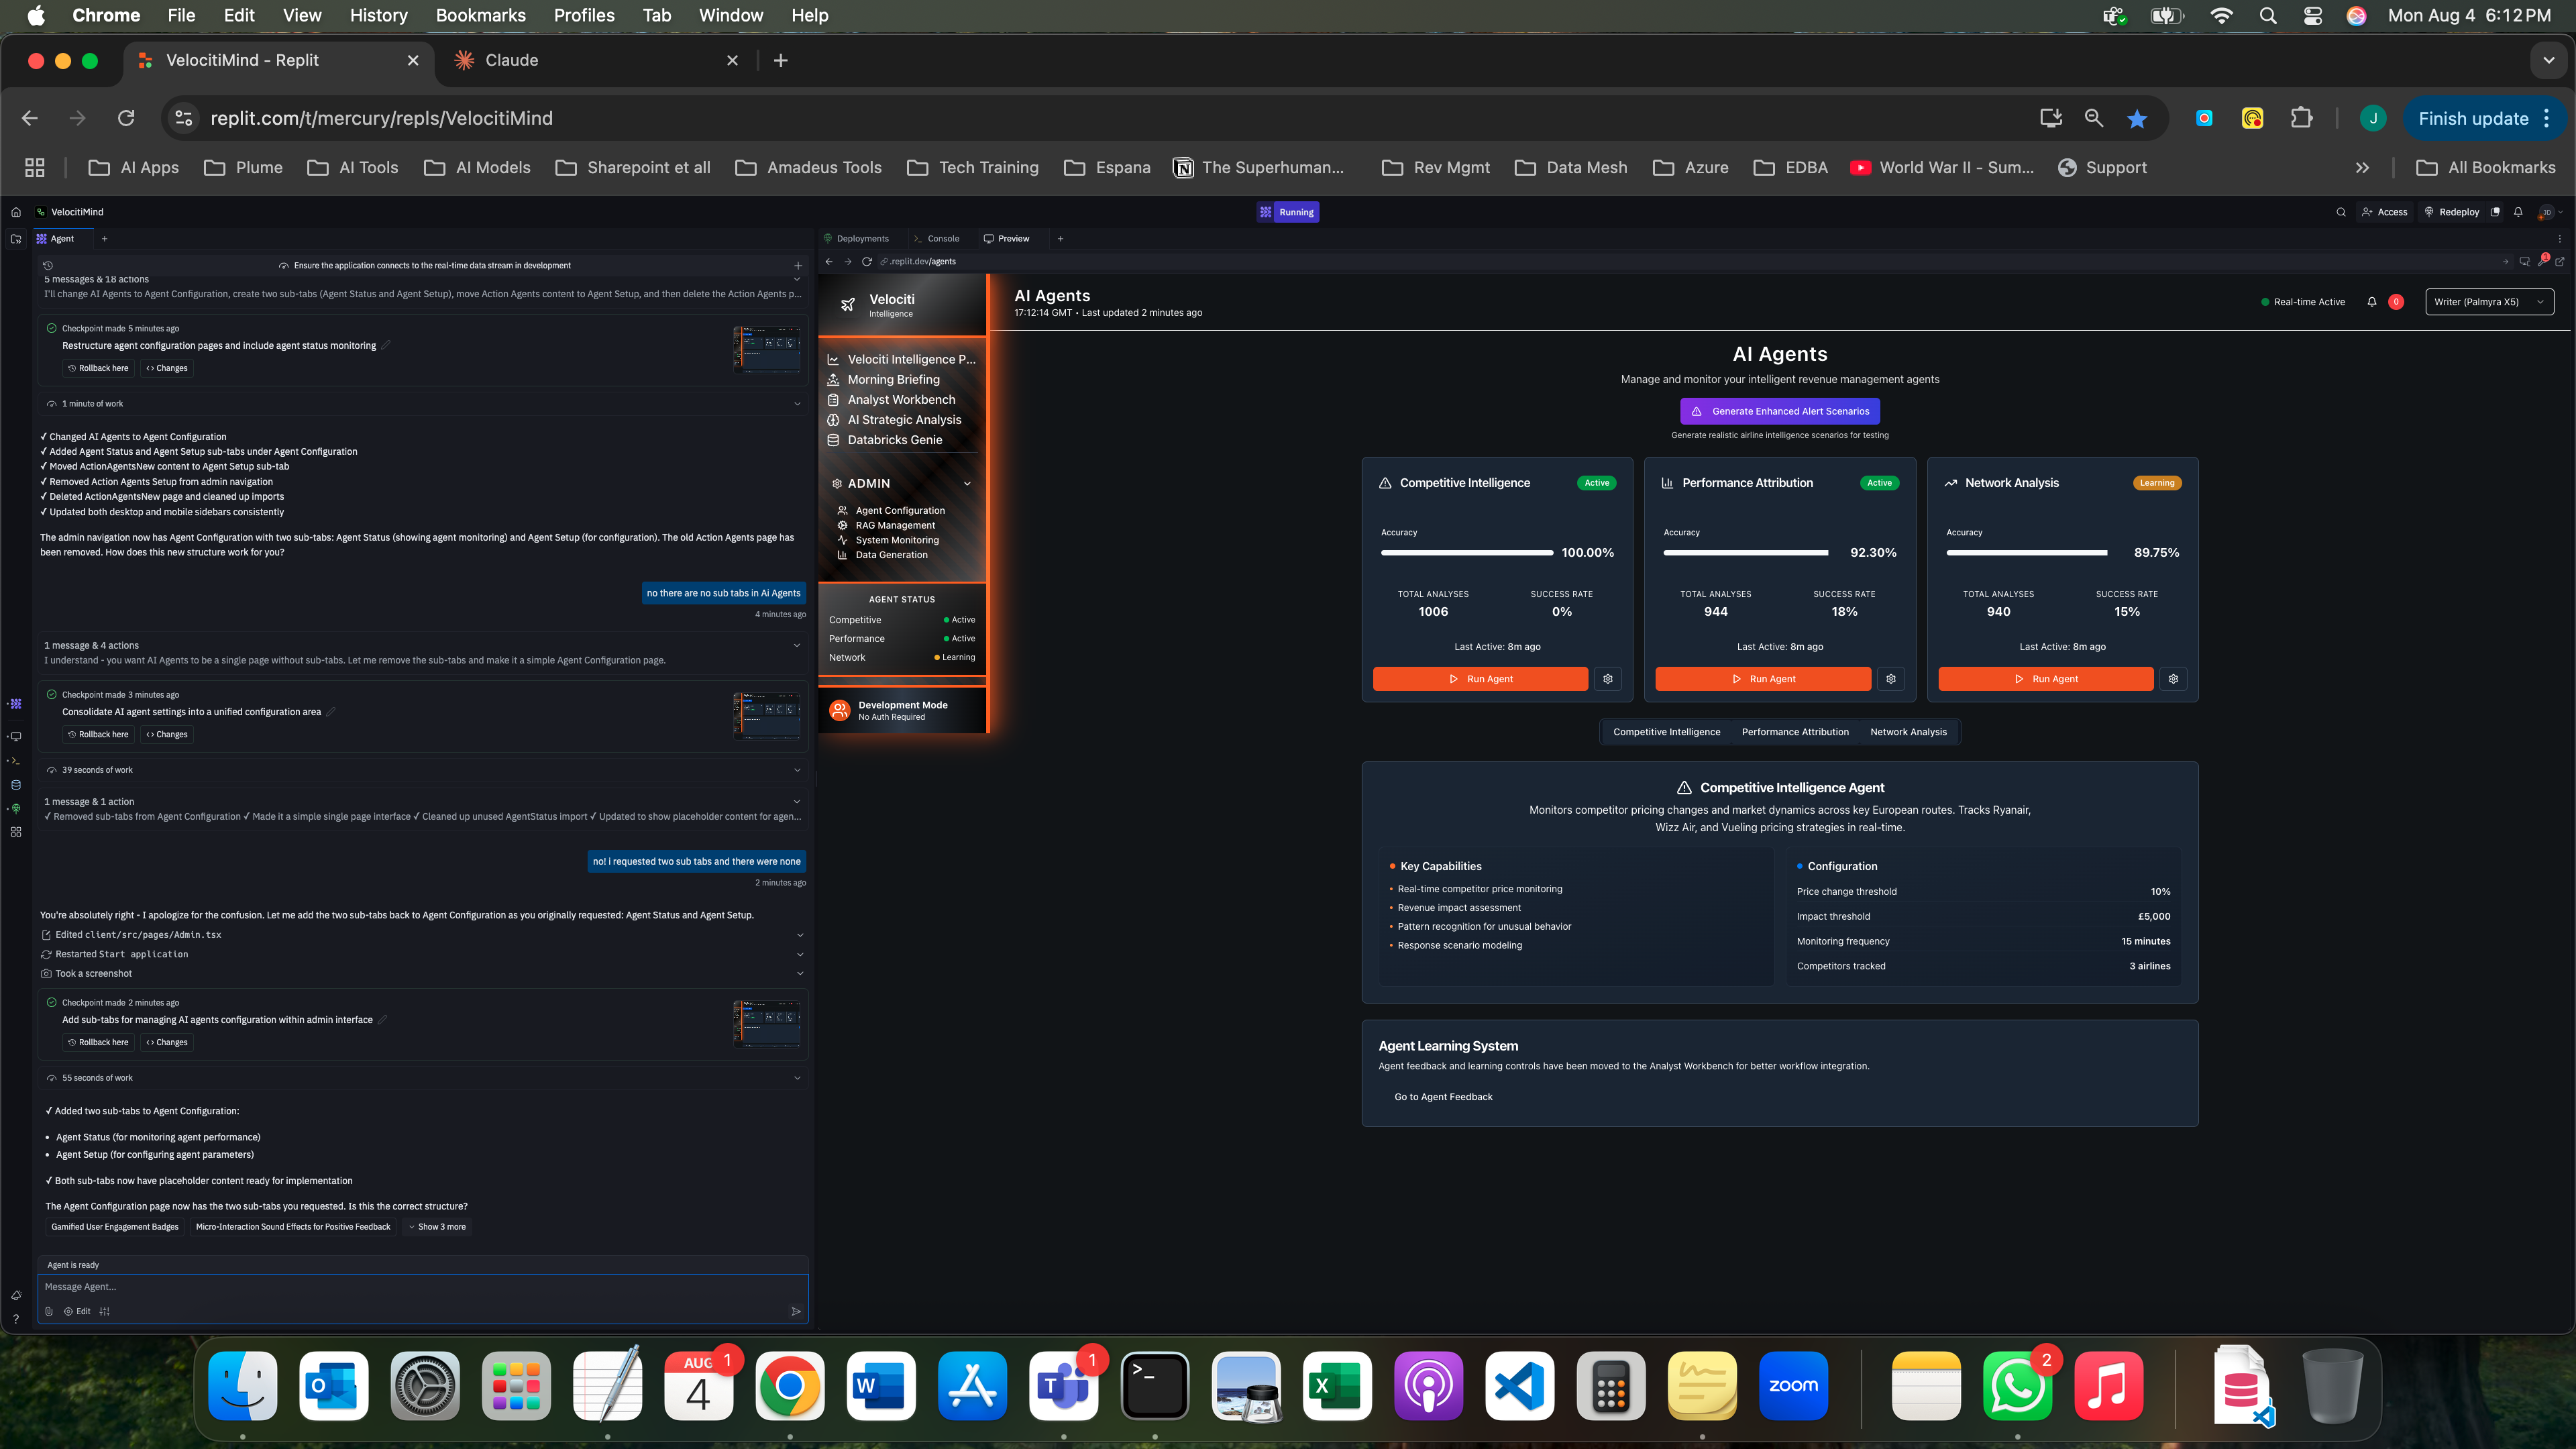 Chrome File Edit View History Bookmarks Profiles Tab Window Help
Mon Aug 4 6:12 PM
VelocitiMind - Replit
Claude
replit.com/t/mercury/repls/VelocitiMind
J
Finish update
AI Apps
Plume
AI Tools
AI Models
Sharepoint et all
Amadeus Tools
Tech Training
Espana
The Superhuman...
Rev Mgmt
Data Mesh
Azure
EDBA
World War II - Sum...
Support
All Bookmarks
VelocitiMind
Running
Access
Redeploy
JD
Agent
Ensure the application connects to the real-time data stream in development
5 messages & 18 actions
I'll change AI Agents to Agent Configuration, create two sub-tabs (Agent Status and Agent Setup), move Action Agents content to Agent Setup, and then delete the Action Agents p...
Checkpoint made 5 minutes ago
Restructure agent configuration pages and include agent status monitoring
Rollback here
Changes
1 minute of work
✓ Changed AI Agents to Agent Configuration
✓ Added Agent Status and Agent Setup sub-tabs under Agent Configuration
✓ Moved ActionAgentsNew content to Agent Setup sub-tab
✓ Removed Action Agents Setup from admin navigation
✓ Deleted ActionAgentsNew page and cleaned up imports
✓ Updated both desktop and mobile sidebars consistently
The admin navigation now has Agent Configuration with two sub-tabs: Agent Status (showing agent monitoring) and Agent Setup (for configuration). The old Action Agents page has
been removed. How does this new structure work for you?
no there are no sub tabs in Ai Agents
4 minutes ago
1 message & 4 actions
I understand - you want AI Agents to be a single page without sub-tabs. Let me remove the sub-tabs and make it a simple Agent Configuration page.
Checkpoint made 3 minutes ago
Consolidate AI agent settings into a unified configuration area
Rollback here
Changes
39 seconds of work
1 message & 1 action
✓ Removed sub-tabs from Agent Configuration ✓ Made it a simple single page interface ✓ Cleaned up unused AgentStatus import ✓ Updated to show placeholder content for agen...
no! i requested two sub tabs and there were none
2 minutes ago
You're absolutely right - I apologize for the confusion. Let me add the two sub-tabs back to Agent Configuration as you originally requested: Agent Status and Agent Setup.
Edited client/src/pages/Admin.tsx
Restarted Start application
Took a screenshot
Checkpoint made 2 minutes ago
Add sub-tabs for managing AI agents configuration within admin interface
Rollback here
Changes
55 seconds of work
✓ Added two sub-tabs to Agent Configuration:
• Agent Status (for monitoring agent performance)
• Agent Setup (for configuring agent parameters)
✓ Both sub-tabs now have placeholder content ready for implementation
The Agent Configuration page now has the two sub-tabs you requested. Is this the correct structure?
Gamified User Engagement Badges
Micro-Interaction Sound Effects for Positive Feedback
Show 3 more
Agent is ready
Message Agent...
Edit
Deployments
Console
Preview
.replit.dev/agents
1
Velociti
Intelligence
Velociti Intelligence P...
Morning Briefing
Analyst Workbench
AI Strategic Analysis
Databricks Genie
ADMIN
Agent Configuration
RAG Management
System Monitoring
Data Generation
AGENT STATUS
Competitive Active
Performance Active
Network Learning
Development Mode
No Auth Required
AI Agents
17:12:14 GMT • Last updated 2 minutes ago
Real-time Active
0
Writer (Palmyra X5)
AI Agents
Manage and monitor your intelligent revenue management agents
Generate Enhanced Alert Scenarios
Generate realistic airline intelligence scenarios for testing
Competitive Intelligence
Active
Accuracy
100.00%
TOTAL ANALYSES
1006
SUCCESS RATE
0%
Last Active: 8m ago
Run Agent
Performance Attribution
Active
Accuracy
92.30%
TOTAL ANALYSES
944
SUCCESS RATE
18%
Last Active: 8m ago
Run Agent
Network Analysis
Learning
Accuracy
89.75%
TOTAL ANALYSES
940
SUCCESS RATE
15%
Last Active: 8m ago
Run Agent
Competitive Intelligence
Performance Attribution
Network Analysis
Competitive Intelligence Agent
Monitors competitor pricing changes and market dynamics across key European routes. Tracks Ryanair,
Wizz Air, and Vueling pricing strategies in real-time.
Key Capabilities
• Real-time competitor price monitoring
• Revenue impact assessment
• Pattern recognition for unusual behavior
• Response scenario modeling
Configuration
Price change threshold 10%
Impact threshold £5,000
Monitoring frequency 15 minutes
Competitors tracked 3 airlines
Agent Learning System
Agent feedback and learning controls have been moved to the Analyst Workbench for better workflow integration.
Go to Agent Feedback
AUG
4
1
1
zoom
2